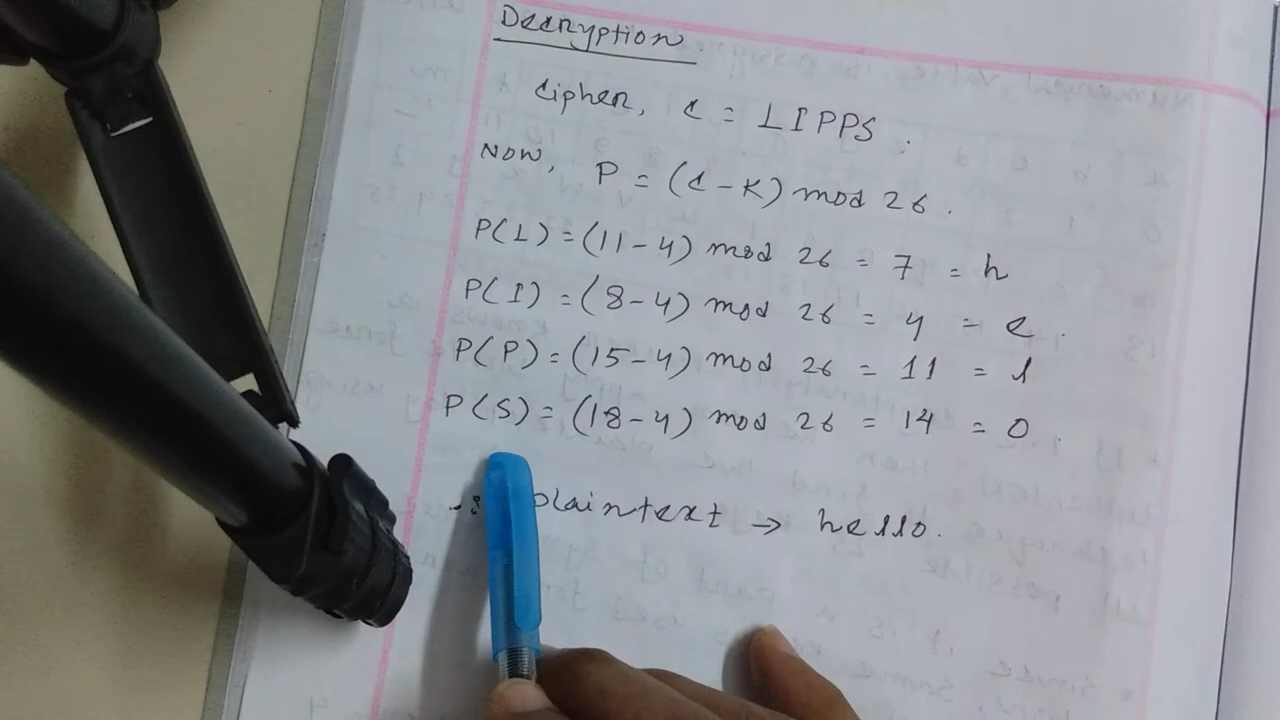 Decryption
Cipher, C = LIPPS.
Now, P = (C-K) mod 26.
P(L) = (11-4) mod 26 = 7 = h
P(I) = (8-4) mod 26 = 4 = e.
P(P) = (15-4) mod 26 = 11 = l
P(S) = (18-4) mod 26 = 14 = o.
plaintext → hello.